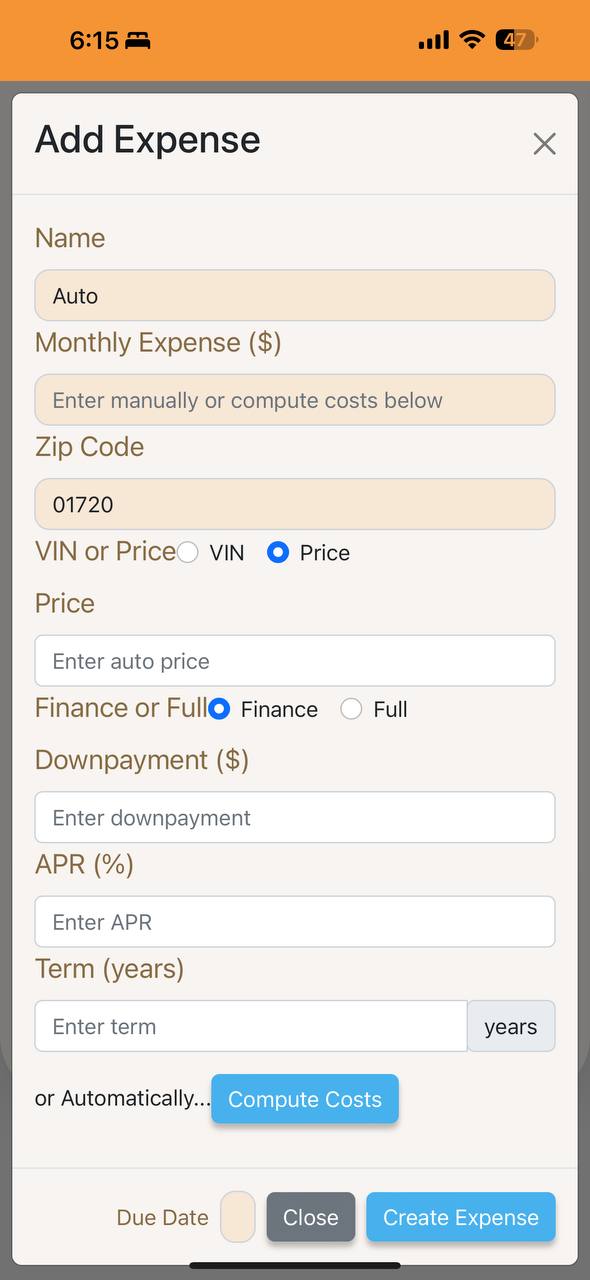 6:15 47
Add Expense
Name
Auto
Monthly Expense ($)
Enter manually or compute costs below
Zip Code
01720
VIN or Price VIN Price
Price
Enter auto price
Finance or Full Finance Full
Downpayment ($)
Enter downpayment
APR (%)
Enter APR
Term (years)
Enter term years
or Automatically... Compute Costs
Due Date Close Create Expense